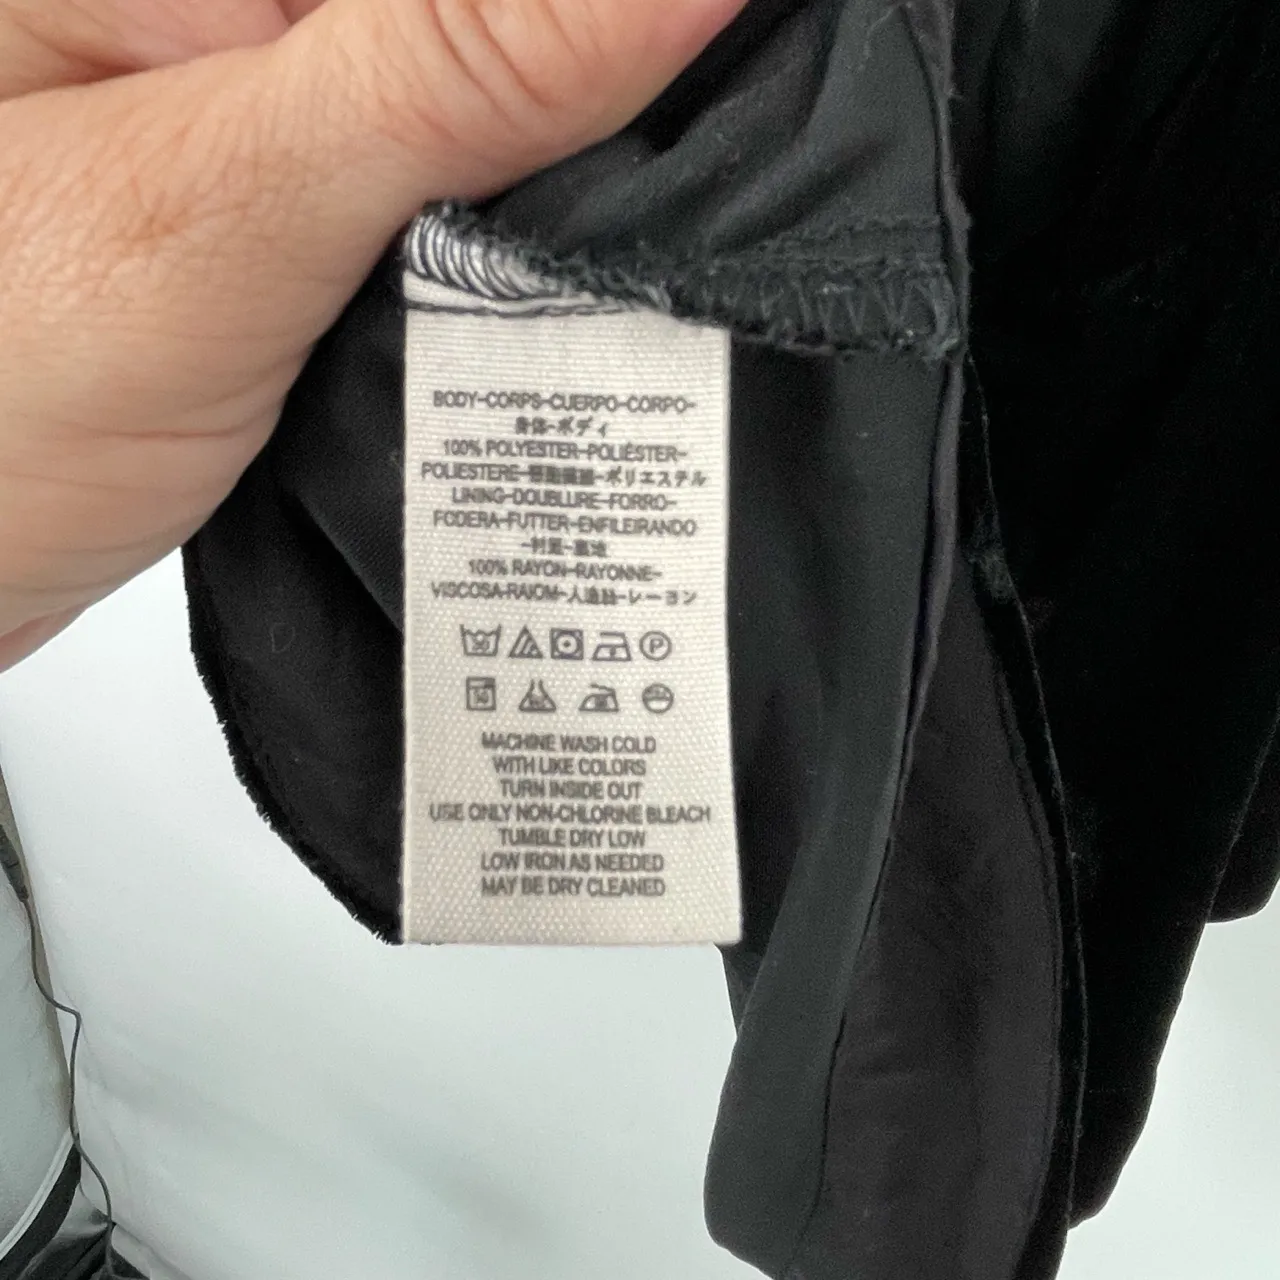 BODY-CORPS-CUERPO-CORPO-
身体-ボディ
100% POLYESTER-POLIÉSTER-
POLIESTERE-聚酯纖維-ポリエステル
LINING-DOUBLURE-FORRO-
FODERA-FUTTER-ENFILEIRANDO
-衬里-裏地
100% RAYON-RAYONNE-
VISCOSA-RAIOM-人造絲-レーヨン
30 P
MACHINE WASH COLD
WITH LIKE COLORS
TURN INSIDE OUT
USE ONLY NON-CHLORINE BLEACH
TUMBLE DRY LOW
LOW IRON AS NEEDED
MAY BE DRY CLEANED